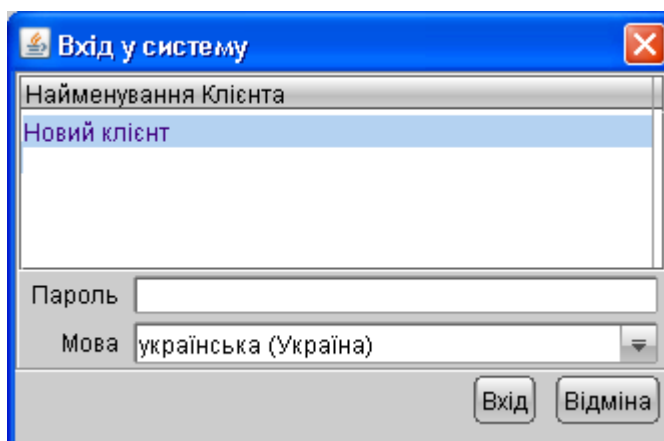 Вхід у систему
Найменування Клієнта
Новий клієнт
Пароль
Мова українська (Україна)
Вхід Відміна